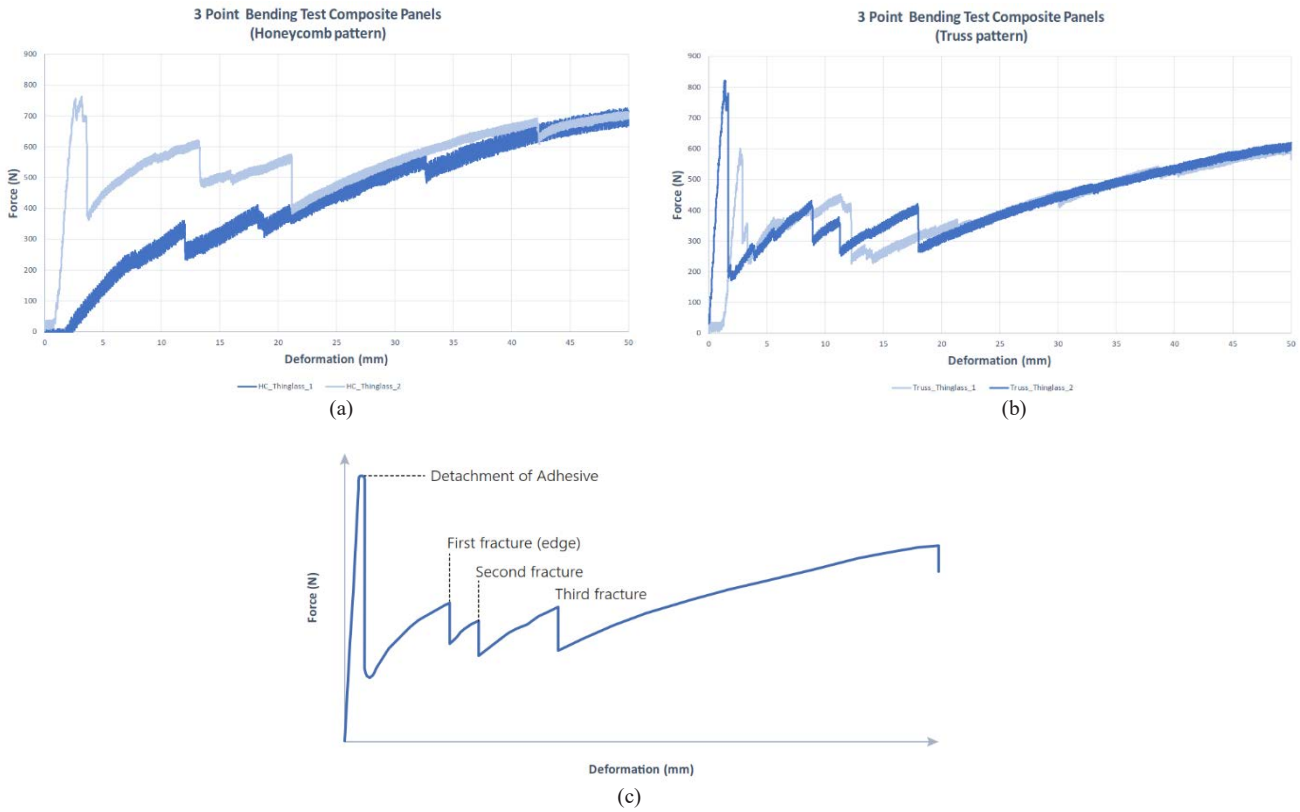 3 Point Bending Test Composite Panels
(Honeycomb pattern)
Force (N)
900
800
700
600
500
400
300
200
100
0
0 5 10 15 20 25 30 35 40 45 50
Deformation (mm)
HC_Thinglass_1 HC_Thinglass_2
(a)
3 Point Bending Test Composite Panels
(Truss pattern)
Force (N)
900
800
700
600
500
400
300
200
100
0
0 5 10 15 20 25 30 35 40 45 50
Deformation (mm)
Truss_Thinglass_1 Truss_Thinglass_2
(b)
Detachment of Adhesive
First fracture (edge)
Second fracture
Third fracture
Force (N)
Deformation (mm)
(c)